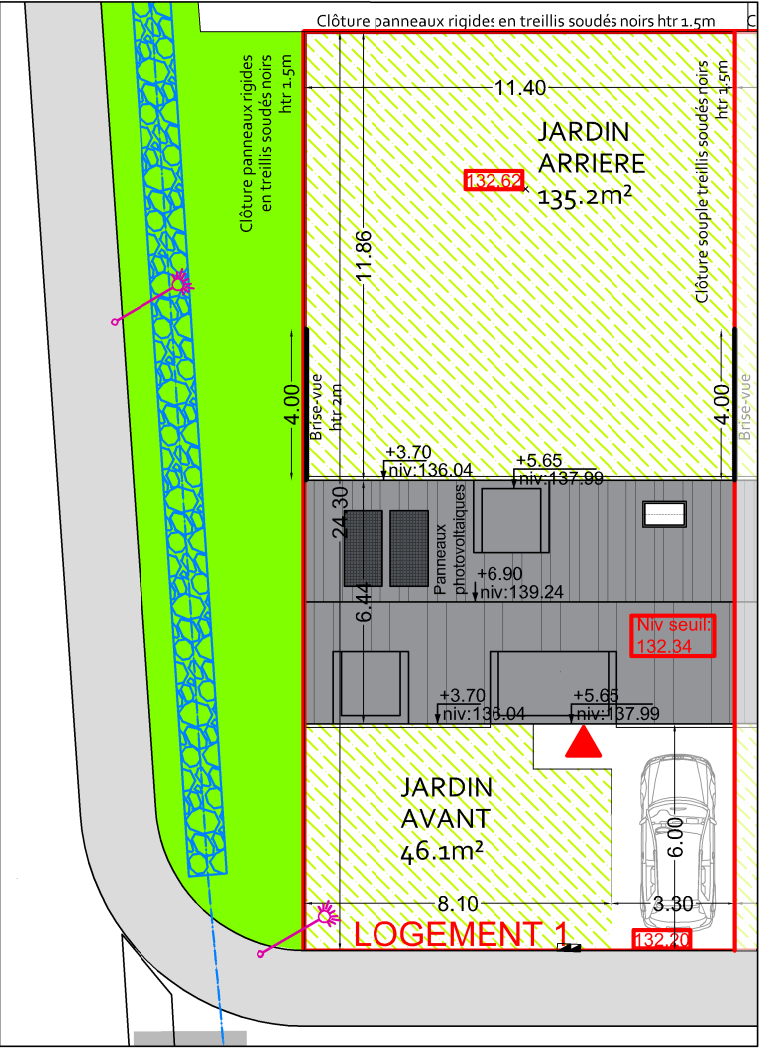 Clôture panneaux rigides en treillis soudés noirs htr 1.5m
C
Clôture panneaux rigides
en treillis soudés noirs
htr 1.5m
11.40
Clôture souple treillis soudés noirs
htr 1.5m
JARDIN
ARRIERE
135.2m²
132.62
11.86
4.00
Brise-vue
htr 2m
4.00
Brise-vue
+3.70
niv:136.04
+5.65
niv:137.99
24.30
Panneaux
photovoltaiques
+6.90
niv:139.24
6.44
Niv seuil:
132.34
+3.70
niv:136.04
+5.65
niv:137.99
JARDIN
AVANT
46.1m²
6.00
8.10
3.30
LOGEMENT 1
132.20